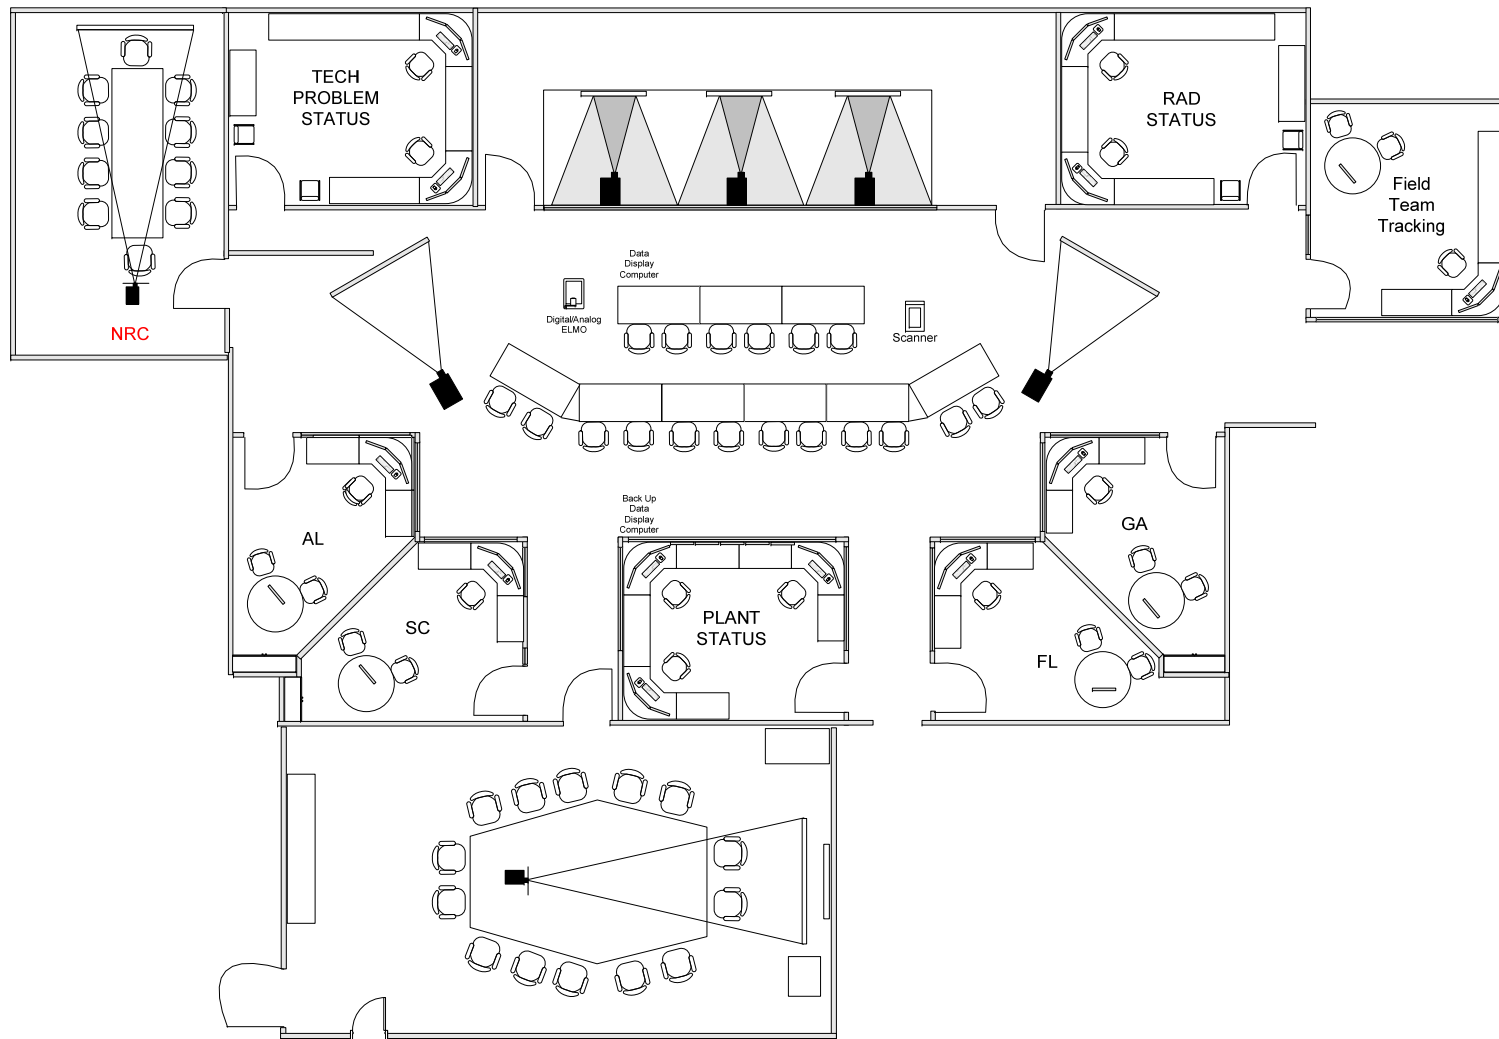 TECH
PROBLEM
STATUS
RAD
STATUS
Field
Team
Tracking
NRC
Data
Display
Computer
Digital/Analog
ELMO
Scanner
Back Up
Data
Display
Computer
AL
GA
SC
PLANT
STATUS
FL